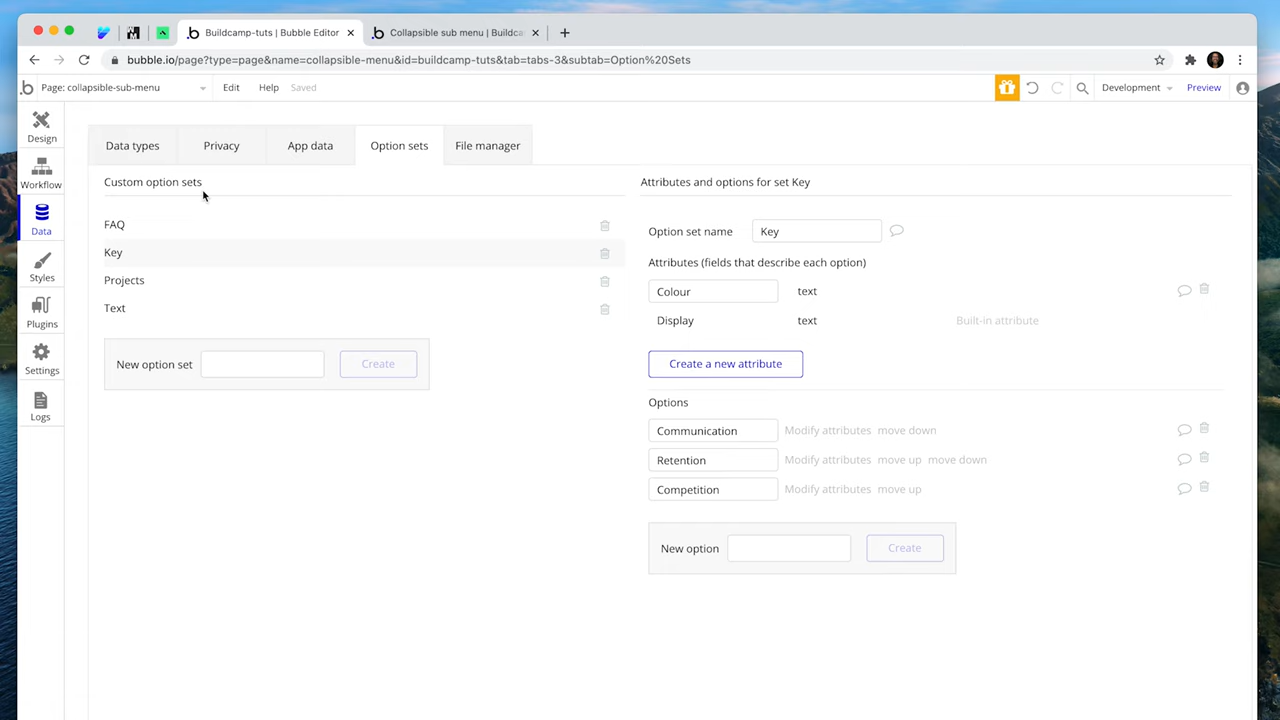 Buildcamp-tuts | Bubble Editor
Collapsible sub menu | Buildca
bubble.io/page?type=page&name=collapsible-menu&id=buildcamp-tuts&tab=tabs-3&subtab=Option%20Sets
Page: collapsible-sub-menu
Edit
Help
Saved
Development
Preview
Design
Workflow
Data
Styles
Plugins
Settings
Logs
Data types
Privacy
App data
Option sets
File manager
Custom option sets
FAQ
Key
Projects
Text
New option set
Create
Attributes and options for set Key
Option set name Key
Attributes (fields that describe each option)
Colour text
Display text Built-in attribute
Create a new attribute
Options
Communication Modify attributes move down
Retention Modify attributes move up move down
Competition Modify attributes move up
New option Create